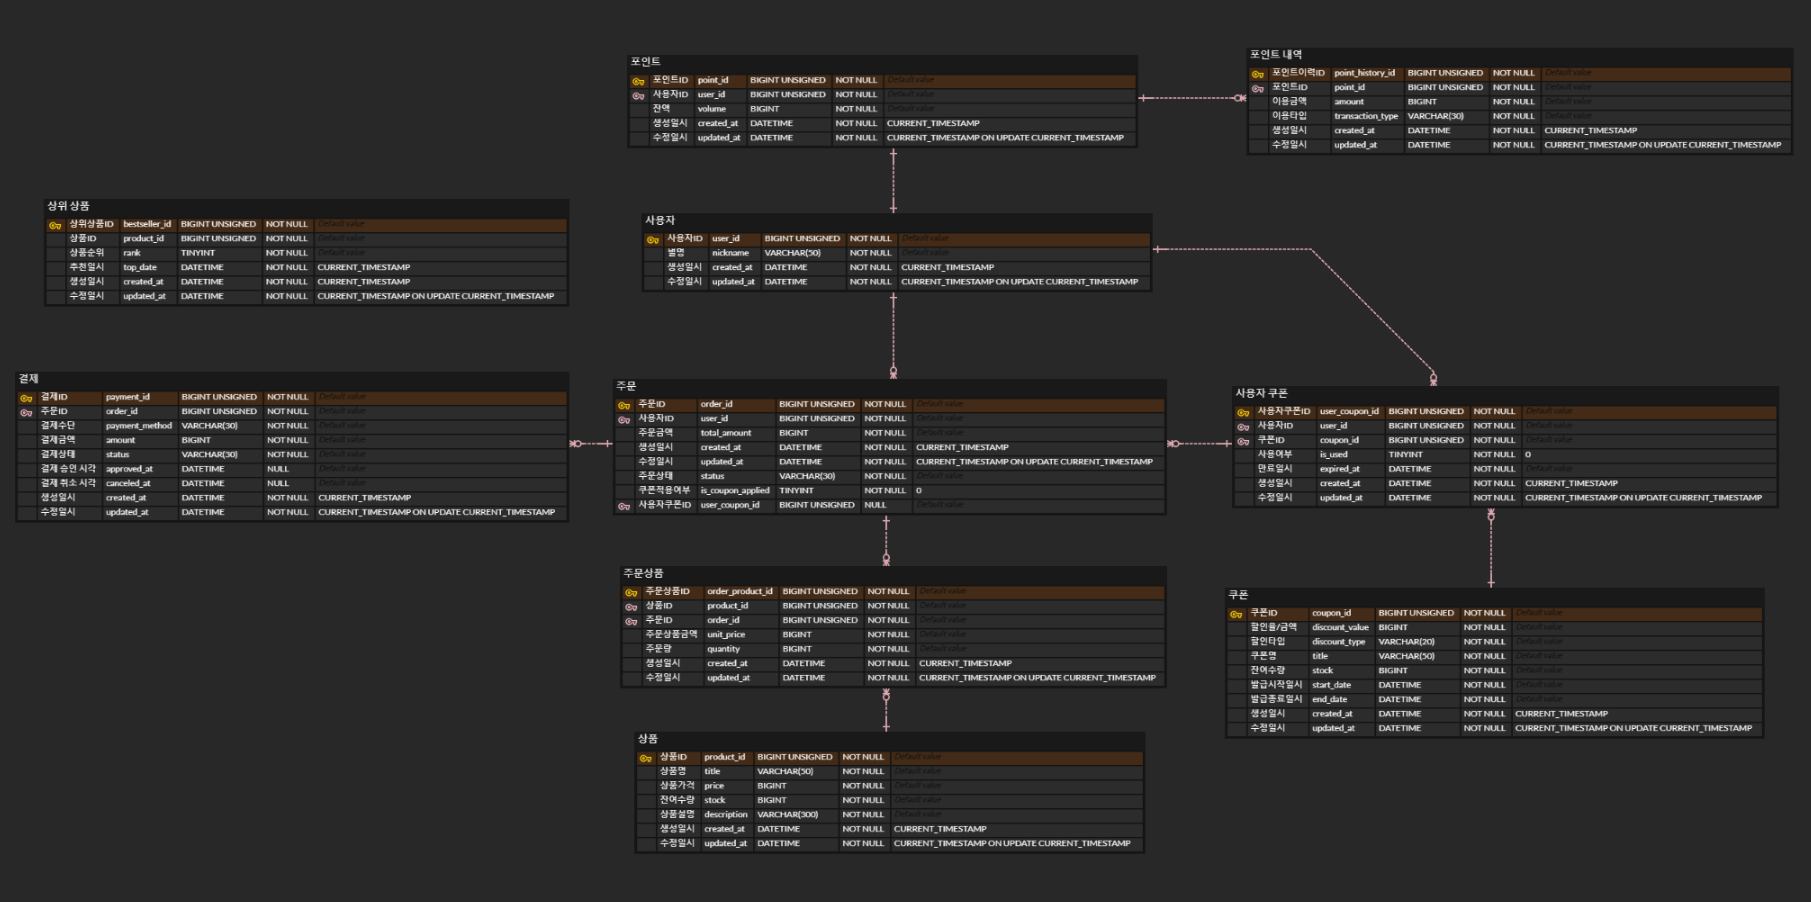 포인트
포인트ID point_id BIGINT UNSIGNED NOT NULL Default value
사용자ID user_id BIGINT UNSIGNED NOT NULL Default value
잔액 volume BIGINT NOT NULL Default value
생성일시 created_at DATETIME NOT NULL CURRENT_TIMESTAMP
수정일시 updated_at DATETIME NOT NULL CURRENT_TIMESTAMP ON UPDATE CURRENT_TIMESTAMP
포인트 내역
포인트이력ID point_history_id BIGINT UNSIGNED NOT NULL Default value
포인트ID point_id BIGINT UNSIGNED NOT NULL Default value
이용금액 amount BIGINT NOT NULL Default value
이용타입 transaction_type VARCHAR(30) NOT NULL Default value
생성일시 created_at DATETIME NOT NULL CURRENT_TIMESTAMP
수정일시 updated_at DATETIME NOT NULL CURRENT_TIMESTAMP ON UPDATE CURRENT_TIMESTAMP
상위 상품
상위상품ID bestseller_id BIGINT UNSIGNED NOT NULL Default value
상품ID product_id BIGINT UNSIGNED NOT NULL Default value
상품순위 rank TINYINT NOT NULL Default value
추천일시 top_date DATETIME NOT NULL CURRENT_TIMESTAMP
생성일시 created_at DATETIME NOT NULL CURRENT_TIMESTAMP
수정일시 updated_at DATETIME NOT NULL CURRENT_TIMESTAMP ON UPDATE CURRENT_TIMESTAMP
사용자
사용자ID user_id BIGINT UNSIGNED NOT NULL Default value
별명 nickname VARCHAR(50) NOT NULL Default value
생성일시 created_at DATETIME NOT NULL CURRENT_TIMESTAMP
수정일시 updated_at DATETIME NOT NULL CURRENT_TIMESTAMP ON UPDATE CURRENT_TIMESTAMP
결제
결제ID payment_id BIGINT UNSIGNED NOT NULL Default value
주문ID order_id BIGINT UNSIGNED NOT NULL Default value
결제수단 payment_method VARCHAR(30) NOT NULL Default value
결제금액 amount BIGINT NOT NULL Default value
결제상태 status VARCHAR(30) NOT NULL Default value
결제 승인 시각 approved_at DATETIME NULL Default value
결제 취소 시각 canceled_at DATETIME NULL Default value
생성일시 created_at DATETIME NOT NULL CURRENT_TIMESTAMP
수정일시 updated_at DATETIME NOT NULL CURRENT_TIMESTAMP ON UPDATE CURRENT_TIMESTAMP
주문
주문ID order_id BIGINT UNSIGNED NOT NULL Default value
사용자ID user_id BIGINT UNSIGNED NOT NULL Default value
주문금액 total_amount BIGINT NOT NULL Default value
생성일시 created_at DATETIME NOT NULL CURRENT_TIMESTAMP
수정일시 updated_at DATETIME NOT NULL CURRENT_TIMESTAMP ON UPDATE CURRENT_TIMESTAMP
주문상태 status VARCHAR(30) NOT NULL Default value
쿠폰적용여부 is_coupon_applied TINYINT NOT NULL 0
사용자쿠폰ID user_coupon_id BIGINT UNSIGNED NULL Default value
사용자 쿠폰
사용자쿠폰ID user_coupon_id BIGINT UNSIGNED NOT NULL Default value
사용자ID user_id BIGINT UNSIGNED NOT NULL Default value
쿠폰ID coupon_id BIGINT UNSIGNED NOT NULL Default value
사용여부 is_used TINYINT NOT NULL 0
만료일시 expired_at DATETIME NOT NULL Default value
생성일시 created_at DATETIME NOT NULL CURRENT_TIMESTAMP
수정일시 updated_at DATETIME NOT NULL CURRENT_TIMESTAMP ON UPDATE CURRENT_TIMESTAMP
주문상품
주문상품ID order_product_id BIGINT UNSIGNED NOT NULL Default value
상품ID product_id BIGINT UNSIGNED NOT NULL Default value
주문ID order_id BIGINT UNSIGNED NOT NULL Default value
주문상품금액 unit_price BIGINT NOT NULL Default value
주문량 quantity BIGINT NOT NULL Default value
생성일시 created_at DATETIME NOT NULL CURRENT_TIMESTAMP
수정일시 updated_at DATETIME NOT NULL CURRENT_TIMESTAMP ON UPDATE CURRENT_TIMESTAMP
쿠폰
쿠폰ID coupon_id BIGINT UNSIGNED NOT NULL Default value
할인율/금액 discount_value BIGINT NOT NULL Default value
할인타입 discount_type VARCHAR(20) NOT NULL Default value
쿠폰명 title VARCHAR(50) NOT NULL Default value
잔여수량 stock BIGINT NOT NULL Default value
발급시작일시 start_date DATETIME NOT NULL Default value
발급종료일시 end_date DATETIME NOT NULL Default value
생성일시 created_at DATETIME NOT NULL CURRENT_TIMESTAMP
수정일시 updated_at DATETIME NOT NULL CURRENT_TIMESTAMP ON UPDATE CURRENT_TIMESTAMP
상품
상품ID product_id BIGINT UNSIGNED NOT NULL Default value
상품명 title VARCHAR(50) NOT NULL Default value
상품가격 price BIGINT NOT NULL Default value
잔여수량 stock BIGINT NOT NULL Default value
상품설명 description VARCHAR(300) NOT NULL Default value
생성일시 created_at DATETIME NOT NULL CURRENT_TIMESTAMP
수정일시 updated_at DATETIME NOT NULL CURRENT_TIMESTAMP ON UPDATE CURRENT_TIMESTAMP